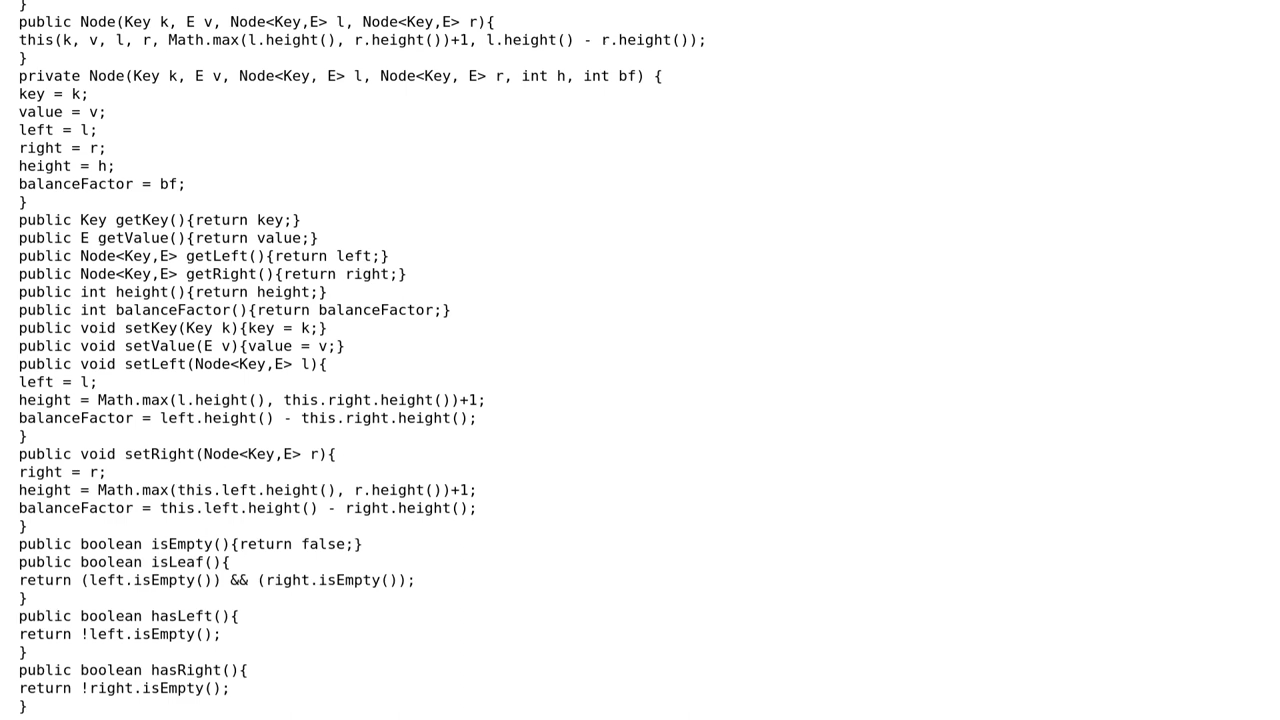 }
public Node(Key k, E v, Node<Key,E> l, Node<Key,E> r){
this(k, v, l, r, Math.max(l.height(), r.height())+1, l.height() - r.height());
}
private Node(Key k, E v, Node<Key, E> l, Node<Key, E> r, int h, int bf) {
key = k;
value = v;
left = l;
right = r;
height = h;
balanceFactor = bf;
}
public Key getKey(){return key;}
public E getValue(){return value;}
public Node<Key,E> getLeft(){return left;}
public Node<Key,E> getRight(){return right;}
public int height(){return height;}
public int balanceFactor(){return balanceFactor;}
public void setKey(Key k){key = k;}
public void setValue(E v){value = v;}
public void setLeft(Node<Key,E> l){
left = l;
height = Math.max(l.height(), this.right.height())+1;
balanceFactor = left.height() - this.right.height();
}
public void setRight(Node<Key,E> r){
right = r;
height = Math.max(this.left.height(), r.height())+1;
balanceFactor = this.left.height() - right.height();
}
public boolean isEmpty(){return false;}
public boolean isLeaf(){
return (left.isEmpty()) && (right.isEmpty());
}
public boolean hasLeft(){
return !left.isEmpty();
}
public boolean hasRight(){
return !right.isEmpty();
}